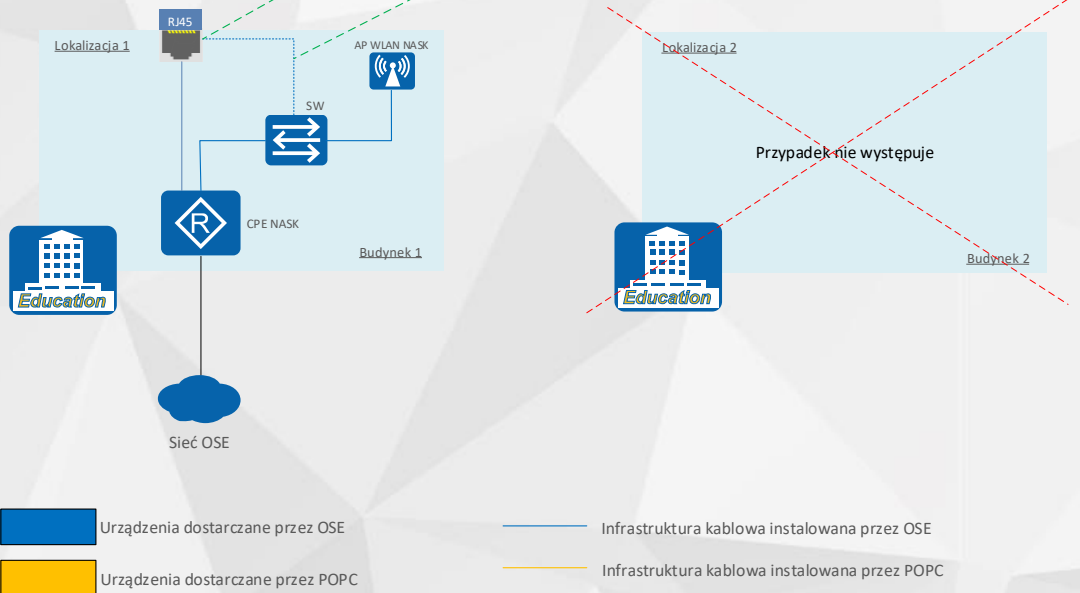 RJ45
Lokalizacja 1
AP WLAN NASK
SW
CPE NASK
Budynek 1
Education
Sieć OSE
Lokalizacja 2
Przypadek nie występuje
Budynek 2
Education
Urządzenia dostarczane przez OSE
Infrastruktura kablowa instalowana przez OSE
Urządzenia dostarczane przez POPC
Infrastruktura kablowa instalowana przez POPC
R